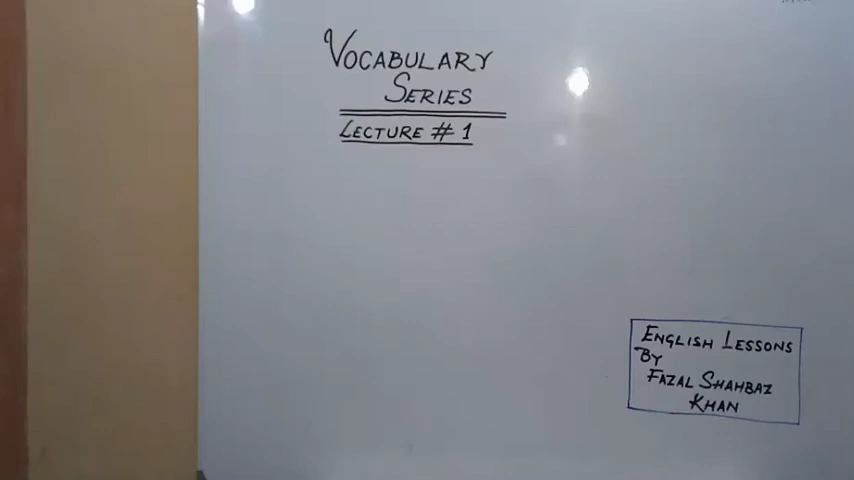 VOCABULARY
SERIES
LECTURE # 1
ENGLISH LESSONS
BY
FAZAL SHAHBAZ
KHAN